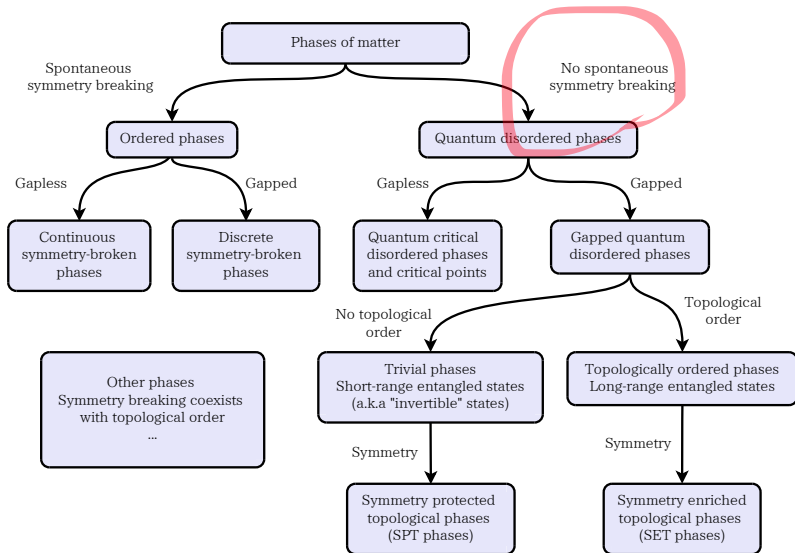 Phases of matter
Spontaneous
symmetry breaking
No spontaneous
symmetry breaking
Ordered phases
Quantum disordered phases
Gapless
Gapped
Gapless
Gapped
Continuous
symmetry-broken
phases
Discrete
symmetry-broken
phases
Quantum critical
disordered phases
and critical points
Gapped quantum
disordered phases
No topological
order
Topological
order
Other phases
Symmetry breaking coexists
with topological order
...
Trivial phases
Short-range entangled states
(a.k.a "invertible" states)
Topologically ordered phases
Long-range entangled states
Symmetry
Symmetry
Symmetry protected
topological phases
(SPT phases)
Symmetry enriched
topological phases
(SET phases)